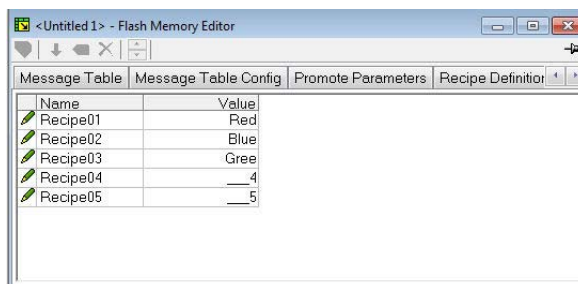 <Untitled 1> - Flash Memory Editor
Message Table Message Table Config Promote Parameters Recipe Definition
Name Value
Recipe01 Red
Recipe02 Blue
Recipe03 Gree
Recipe04 ___4
Recipe05 ___5